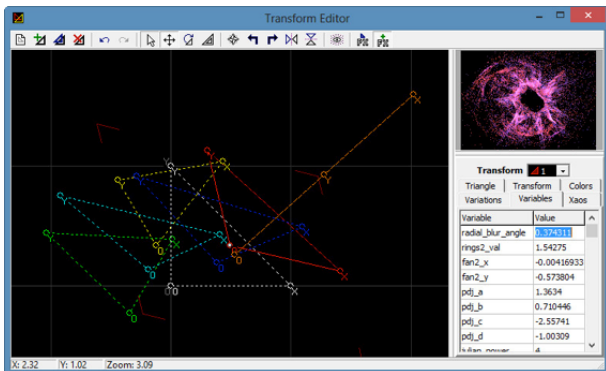 Transform Editor
Transform 1
Triangle Transform Colors
Variations Variables Xaos
Variable Value
radial_blur_angle 0.374311
rings2_val 1.54275
fan2_x -0.00416933
fan2_y -0.573804
pdj_a 1.3634
pdj_b 0.710446
pdj_c -2.55741
pdj_d -1.00309
julian_power 4
X: 2.32 Y: 1.02 Zoom: 3.09